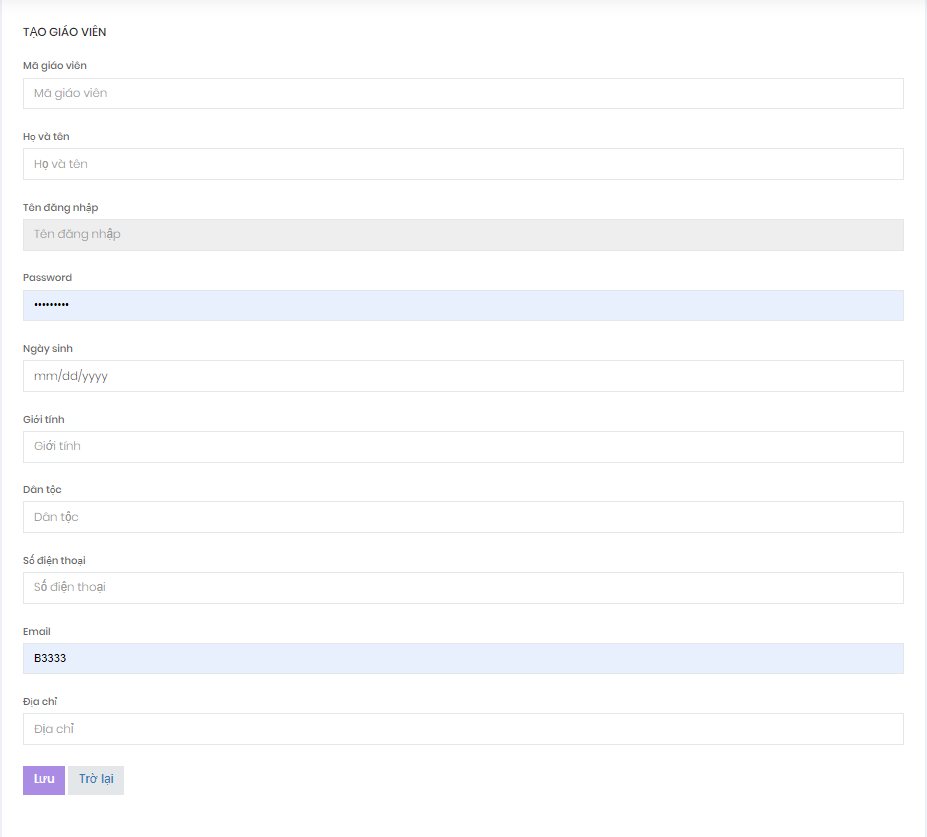 TẠO GIÁO VIÊN
Mã giáo viên
Mã giáo viên
Họ và tên
Họ và tên
Tên đăng nhập
Tên đăng nhập
Password
•••••••••
Ngày sinh
mm/dd/yyyy
Giới tính
Giới tính
Dân tộc
Dân tộc
Số điện thoại
Số điện thoại
Email
B3333
Địa chỉ
Địa chỉ
Lưu Trở lại